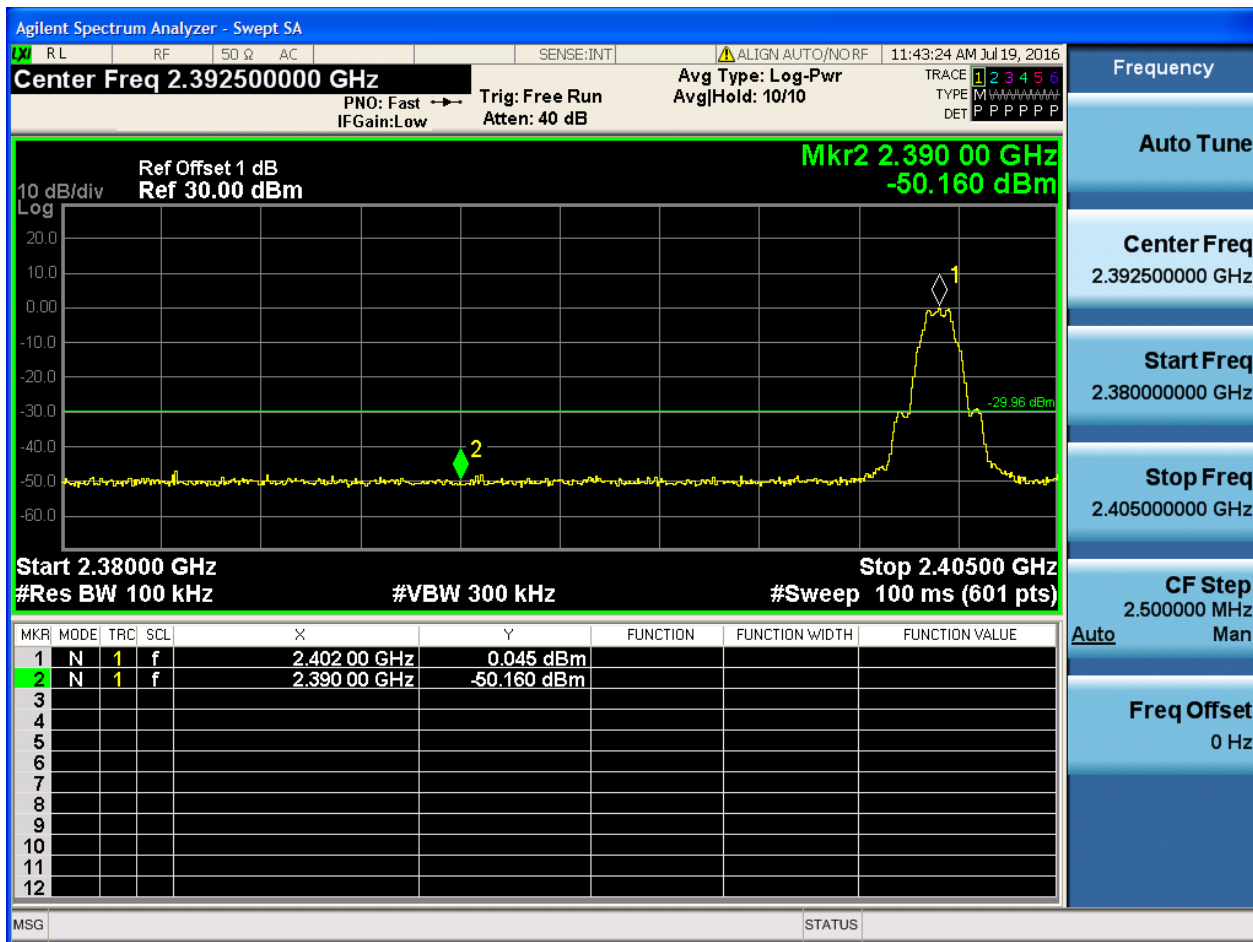 Agilent Spectrum Analyzer - Swept SA
LXI RL RF 50 Ω AC SENSE:INT ALIGN AUTO/NO RF 11:43:24 AM Jul 19, 2016
Center Freq 2.392500000 GHz
PNO: Fast
IFGain:Low
Trig: Free Run
Atten: 40 dB
Avg Type: Log-Pwr
Avg|Hold: 10/10
TRACE 1 2 3 4 5 6
TYPE M
DET P P P P P P
Ref Offset 1 dB
10 dB/div Ref 30.00 dBm
Log
Mkr2 2.390 00 GHz
-50.160 dBm
20.0
10.0
0.00
-10.0
-20.0
-30.0
-40.0
-50.0
-60.0
1
-29.96 dBm
2
Start 2.38000 GHz Stop 2.40500 GHz
#Res BW 100 kHz #VBW 300 kHz #Sweep 100 ms (601 pts)
MKR MODE TRC SCL X Y FUNCTION FUNCTION WIDTH FUNCTION VALUE
1 N 1 f 2.402 00 GHz 0.045 dBm
2 N 1 f 2.390 00 GHz -50.160 dBm
3
4
5
6
7
8
9
10
11
12
MSG STATUS
Frequency
Auto Tune
Center Freq
2.392500000 GHz
Start Freq
2.380000000 GHz
Stop Freq
2.405000000 GHz
CF Step
2.500000 MHz
Auto Man
Freq Offset
0 Hz